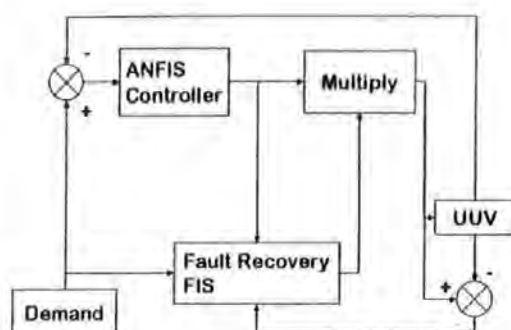 -
ANFIS
Controller
Multiply
+
UUV
Fault Recovery
FIS
-
+
Demand